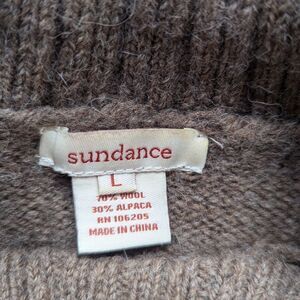 sundance
L
70% WOOL
30% ALPACA
RN 106205
MADE IN CHINA